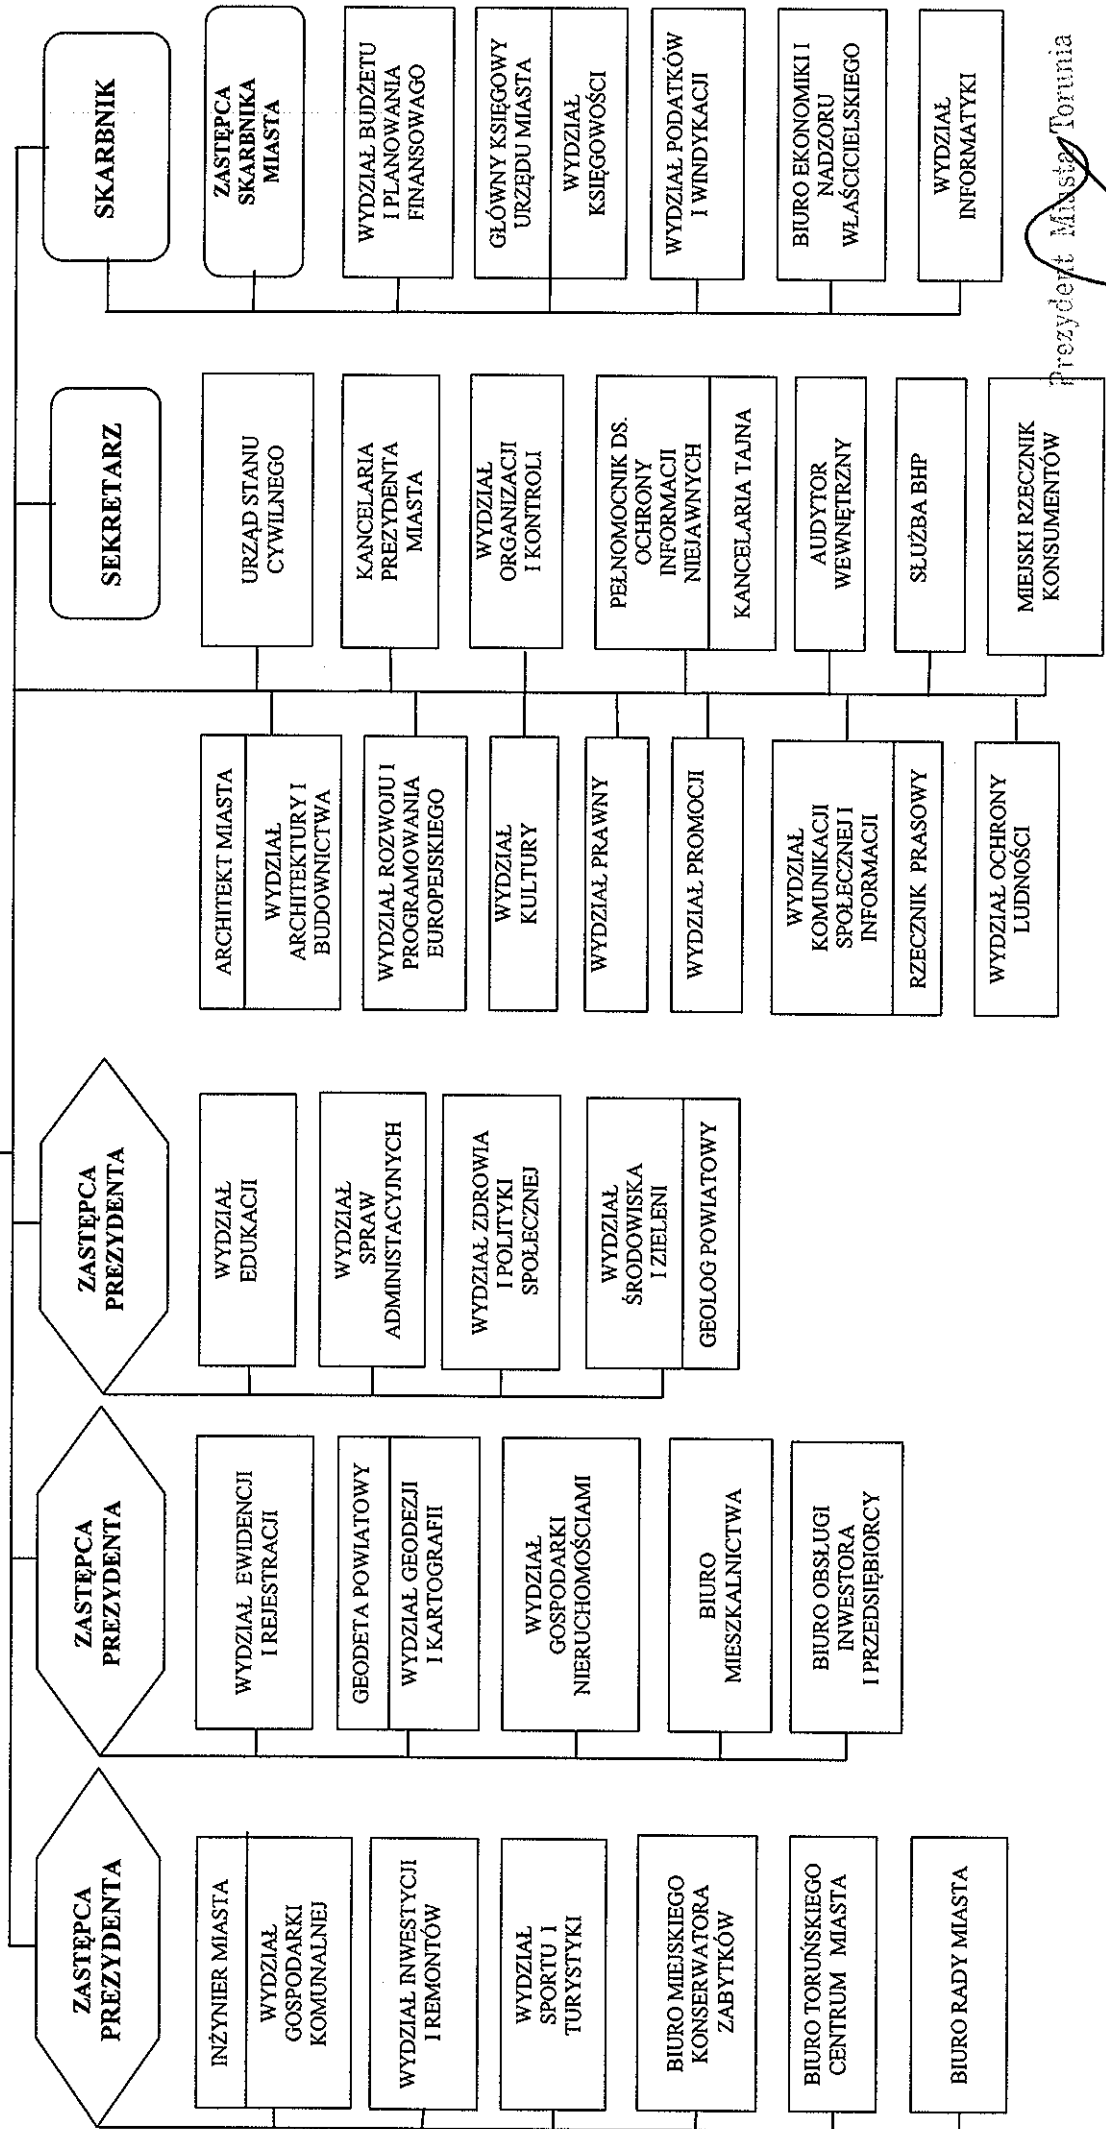 ZASTĘPCA
PREZYDENTA
INŻYNIER MIASTA
WYDZIAŁ
GOSPODARKI
KOMUNALNEJ
WYDZIAŁ INWESTYCJI
I REMONTÓW
WYDZIAŁ
SPORTU I
TURYSTYKI
BIURO MIEJSKIEGO
KONSERWATORA
ZABYTKÓW
BIURO TORUŃSKIEGO
CENTRUM MIASTA
BIURO RADY MIASTA
ZASTĘPCA
PREZYDENTA
WYDZIAŁ EWIDENCJI
I REJESTRACJI
GEODETA POWIATOWY
WYDZIAŁ GEODEZJI
I KARTOGRAFII
WYDZIAŁ
GOSPODARKI
NIERUCHOMOŚCIAMI
BIURO
MIESZKALNICTWA
BIURO OBSŁUGI
INWESTORA
I PRZEDSIĘBIORCY
ZASTĘPCA
PREZYDENTA
WYDZIAŁ
EDUKACJI
WYDZIAŁ
SPRAW
ADMINISTACYJNYCH
WYDZIAŁ ZDROWIA
I POLITYKI
SPOŁECZNEJ
WYDZIAŁ
ŚRODOWISKA
I ZIELENI
GEOLOG POWIATOWY
ARCHITEKT MIASTA
WYDZIAŁ
ARCHITEKTURY I
BUDOWNICTWA
WYDZIAŁ ROZWOJU I
PROGRAMOWANIA
EUROPEJSKIEGO
WYDZIAŁ
KULTURY
WYDZIAŁ PRAWNY
WYDZIAŁ PROMOCJI
WYDZIAŁ
KOMUNIKACJI
SPOŁECZNEJ I
INFORMACJI
RZECZNIK PRASOWY
WYDZIAŁ OCHRONY
LUDNOŚCI
SEKRETARZ
URZĄD STANU
CYWILNEGO
KANCELARIA
PREZYDENTA
MIASTA
WYDZIAŁ
ORGANIZACJI
I KONTROLI
PEŁNOMOCNIK DS.
OCHRONY
INFORMACJI
NIEJAWNYCH
KANCELARIA TAJNA
AUDYTOR
WEWNĘTRZNY
SŁUŻBA BHP
MIEJSKI RZECZNIK
KONSUMENTÓW
SKARBNIK
ZASTĘPCA
SKARBNIKA
MIASTA
WYDZIAŁ BUDŻETU
I PLANOWANIA
FINANSOWAGO
GŁÓWNY KSIĘGOWY
URZĘDU MIASTA
WYDZIAŁ
KSIĘGOWOŚCI
WYDZIAŁ PODATKÓW
I WINDYKACJI
BIURO EKONOMIKI I
NADZORU
WŁAŚCICIELSKIEGO
WYDZIAŁ
INFORMATYKI
Prezydent Miasta Torunia